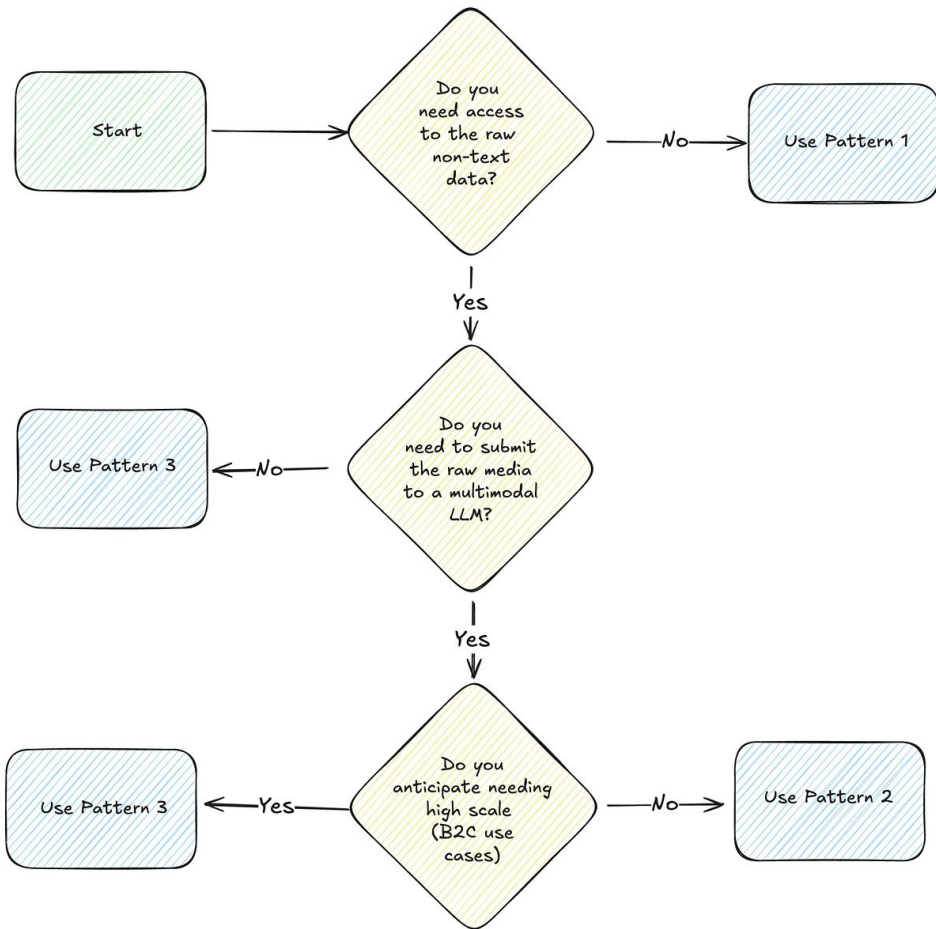 Start
Do you
need access
to the raw
non-text
data?
No
Use Pattern 1
Yes
Use Pattern 3
No
Do you
need to submit
the raw media
to a multimodal
LLM?
Yes
Use Pattern 3
Yes
Do you
anticipate needing
high scale
(B2C use
cases)
No
Use Pattern 2